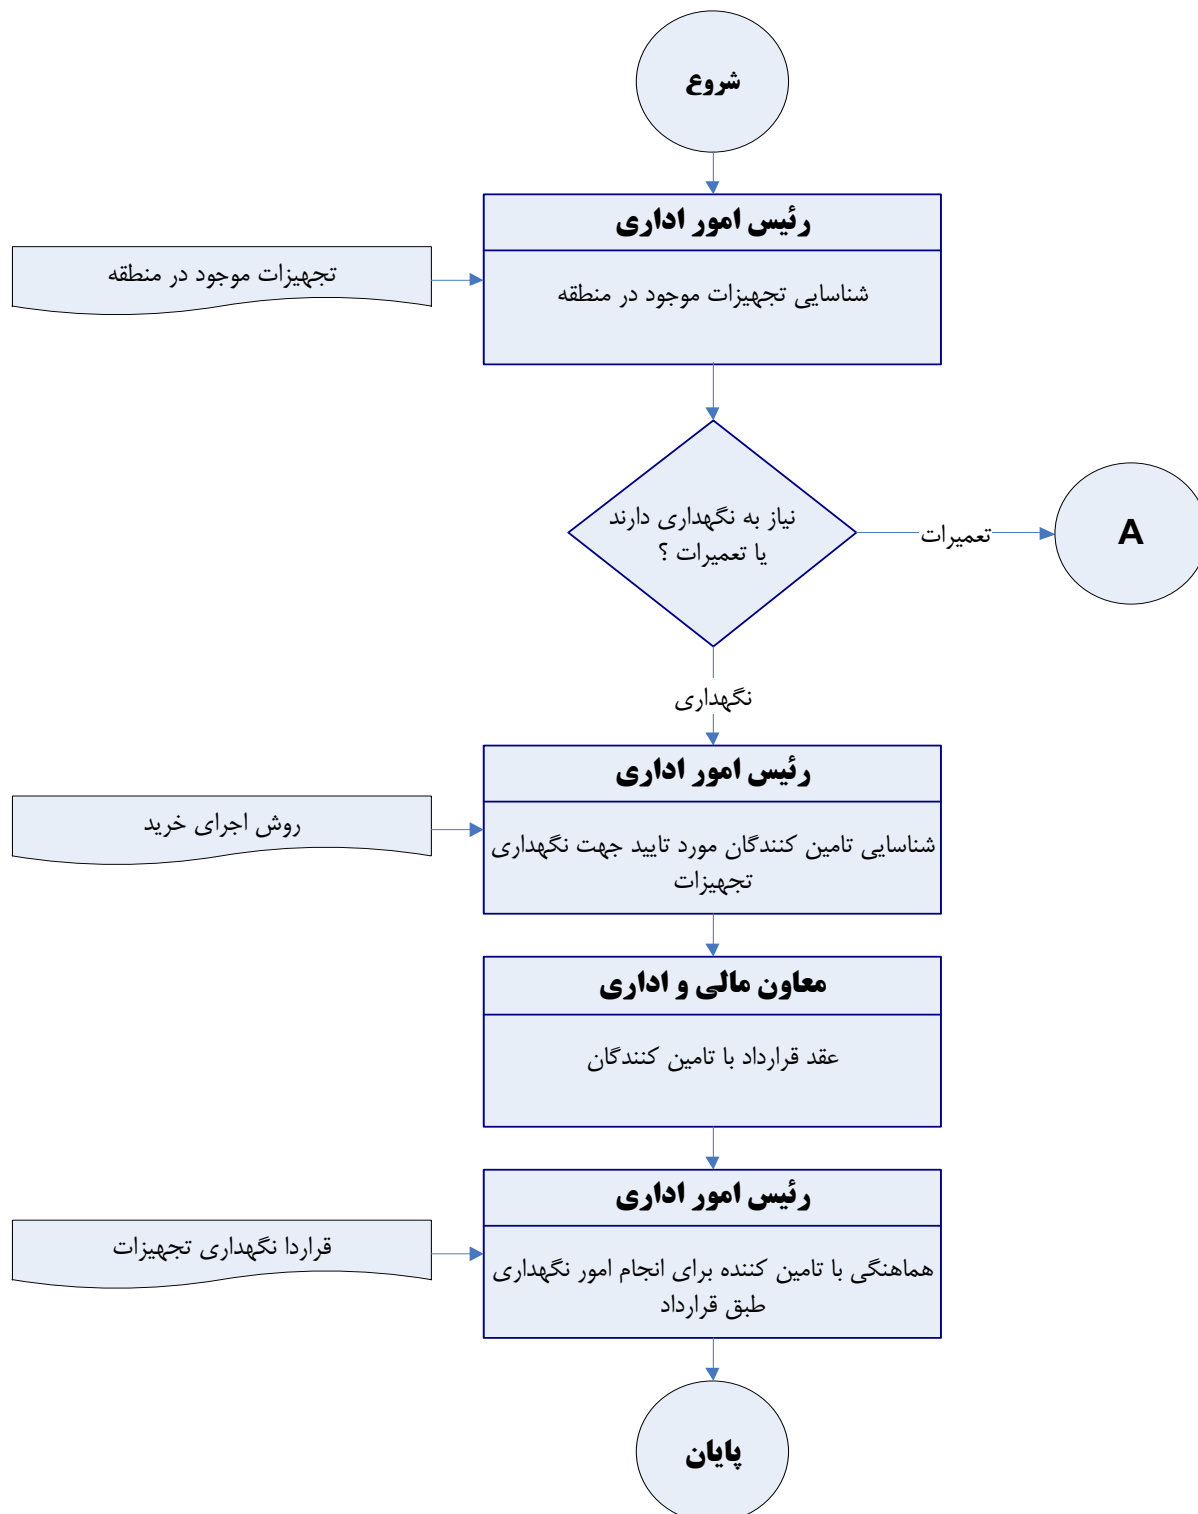 شروع
رئیس امور اداری
تجهیزات موجود در منطقه
شناسایی تجهیزات موجود در منطقه
نیاز به نگهداری دارند
یا تعمیرات ؟
تعمیرات
A
نگهداری
رئیس امور اداری
روش اجرای خرید
شناسایی تامین کنندگان مورد تایید جهت نگهداری
تجهیزات
معاون مالی و اداری
عقد قرارداد با تامین کنندگان
رئیس امور اداری
قراردا نگهداری تجهیزات
هماهنگی با تامین کننده برای انجام امور نگهداری
طبق قرارداد
پایان